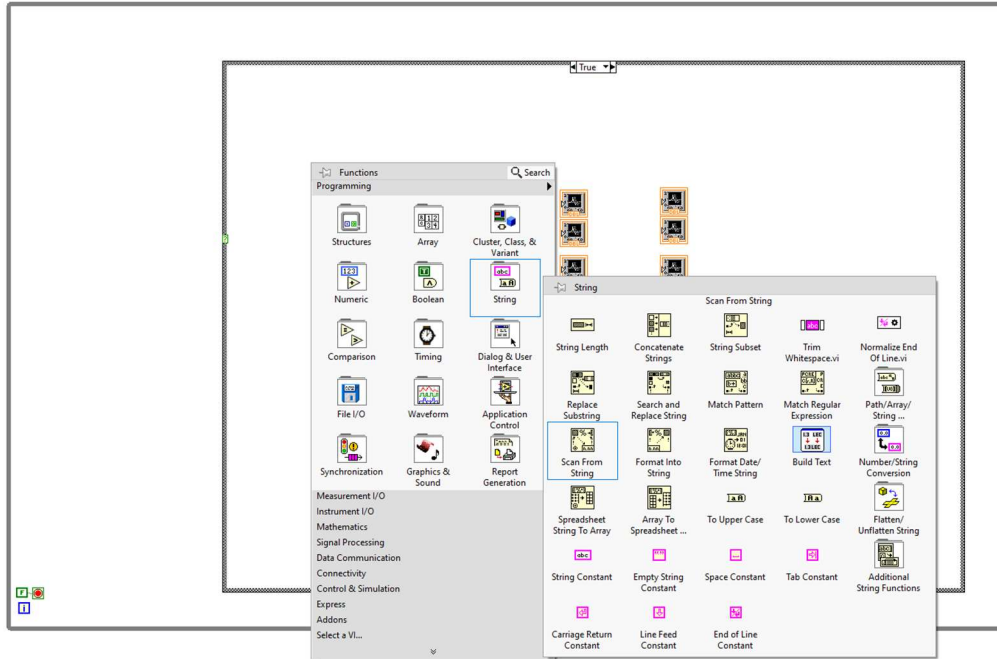 True
Functions
Search
Programming
Structures
Array
Cluster, Class, &
Variant
Numeric
Boolean
String
Comparison
Timing
Dialog & User
Interface
File I/O
Waveform
Application
Control
Synchronization
Graphics &
Sound
Report
Generation
Measurement I/O
Instrument I/O
Mathematics
Signal Processing
Data Communication
Connectivity
Control & Simulation
Express
Addons
Select a VI...
String
Scan From String
String Length
Concatenate
Strings
String Subset
Trim
Whitespace.vi
Normalize End
Of Line.vi
Replace
Substring
Search and
Replace String
Match Pattern
Match Regular
Expression
Path/Array/
String ...
Scan From
String
Format Into
String
Format Date/
Time String
Build Text
Number/String
Conversion
Spreadsheet
String To Array
Array To
Spreadsheet ...
To Upper Case
To Lower Case
Flatten/
Unflatten String
String Constant
Empty String
Constant
Space Constant
Tab Constant
Additional
String Functions
Carriage Return
Constant
Line Feed
Constant
End of Line
Constant
F
i